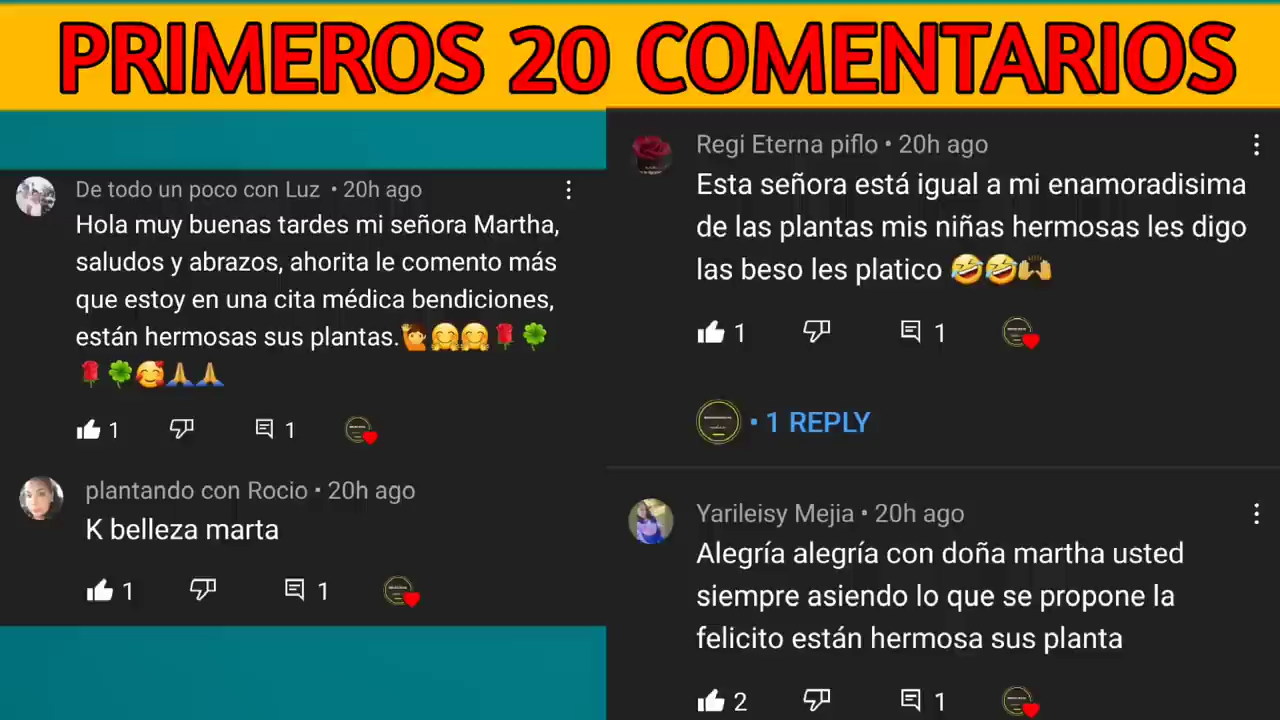 PRIMEROS 20 COMENTARIOS
De todo un poco con Luz • 20h ago
Hola muy buenas tardes mi señora Martha,
saludos y abrazos, ahorita le comento más
que estoy en una cita médica bendiciones,
están hermosas sus plantas.🙋🤗🤗🌹🍀
🌹🍀🥰🙏🙏
1 1
plantando con Rocio • 20h ago
K belleza marta
1 1
Regi Eterna piflo • 20h ago
Esta señora está igual a mi enamoradisima
de las plantas mis niñas hermosas les digo
las beso les platico 🤣🤣🙌
1 1
• 1 REPLY
Yarileisy Mejia • 20h ago
Alegría alegría con doña martha usted
siempre asiendo lo que se propone la
felicito están hermosa sus planta
2 1